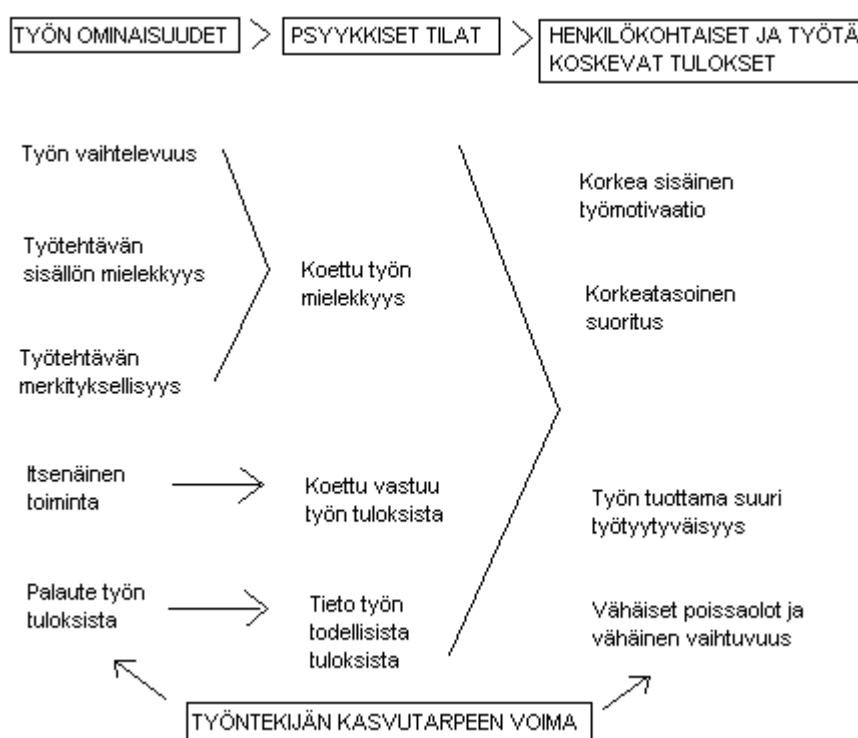 TYÖN OMINAISUUDET
PSYYKKISET TILAT
HENKILÖKOHTAISET JA TYÖTÄ
KOSKEVAT TULOKSET
Työn vaihtelevuus
Työtehtävän
sisällön mielekkyys
Työtehtävän
merkityksellisyys
Itsenäinen
toiminta
Palaute työn
tuloksista
Koettu työn
mielekkyys
Koettu vastuu
työn tuloksista
Tieto työn
todellisista
tuloksista
Korkea sisäinen
työmotivaatio
Korkeatasoinen
suoritus
Työn tuottama suuri
työtyytyväisyys
Vähäiset poissaolot ja
vähäinen vaihtuvuus
TYÖNTEKIJÄN KASVUTARPEEN VOIMA